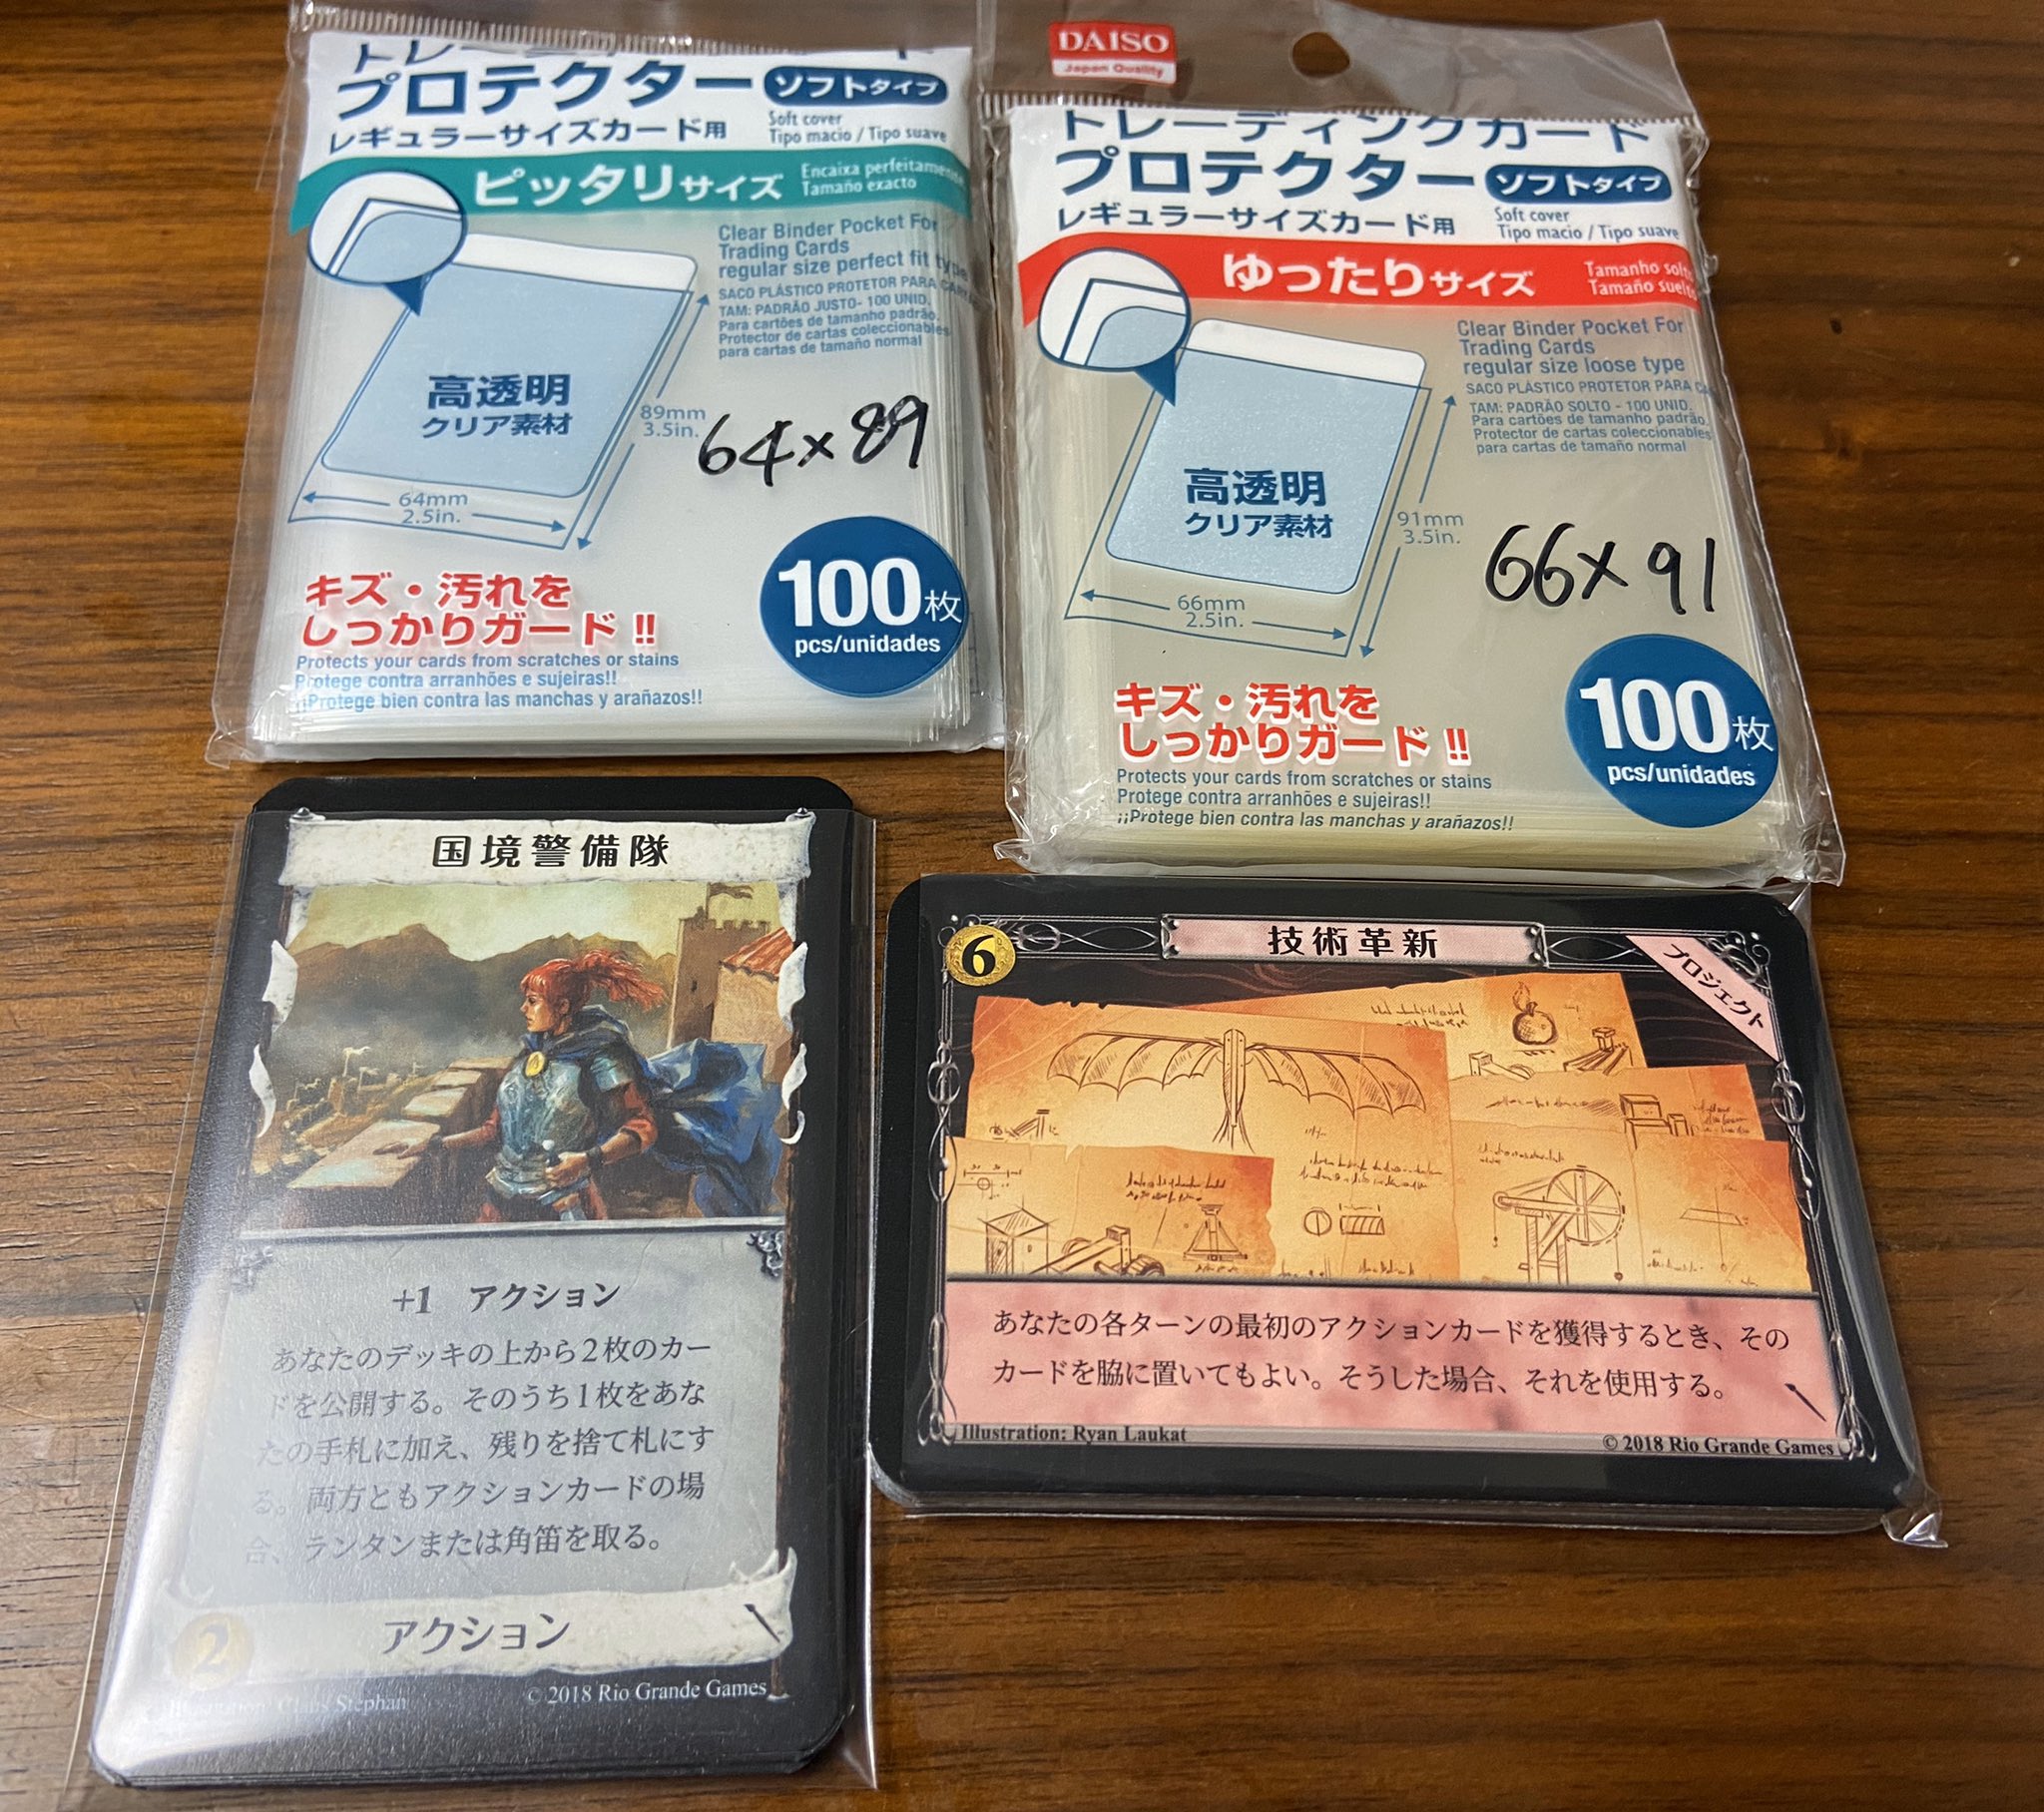 プロテクター ソフトタイプ
レギュラーサイズカード用
Soft cover
Tipo macio / Tipo suave
ピッタリサイズ
Encaixa perfeitamente
Tamaño exacto
Clear Binder Pocket For
Trading Cards
regular size perfect fit type
SACO PLÁSTICO PROTETOR PARA
TAM: PADRÃO JUSTO- 100 UNID.
Para cartões de tamanho padrão.
Protector de cartas coleccionables
para cartas de tamaño normal
高透明
クリア素材
89mm
3.5in.
64×89
64mm
2.5in.
100枚
pcs/unidades
キズ・汚れを
しっかりガード!!
Protects your cards from scratches or stains
Protege contra arranhões e sujeiras!!
¡¡Protege bien contra las manchas y arañazos!!
DAISO
Japan Quality
トレーディングカード
プロテクター ソフトタイプ
レギュラーサイズカード用
Soft cover
Tipo macio / Tipo suave
ゆったりサイズ
Tamanho solto
Tamaño suelto
Clear Binder Pocket For
Trading Cards
regular size loose type
SACO PLÁSTICO PROTETOR PARA
TAM: PADRÃO SOLTO - 100 UNID.
Para cartões de tamanho padrão.
Protector de cartas coleccionables
para cartas de tamaño normal
高透明
クリア素材
91mm
3.5in.
66×91
66mm
2.5in.
100枚
pcs/unidades
キズ・汚れを
しっかりガード!!
Protects your cards from scratches or stains
Protege contra arranhões e sujeiras!!
¡¡Protege bien contra las manchas y arañazos!!
国境警備隊
+1 アクション
あなたのデッキの上から2枚のカー
ドを公開する。そのうち1枚をあな
たの手札に加え、残りを捨て札にす
る。両方ともアクションカードの場
合、ランタンまたは角笛を取る。
2
アクション
Illustration: Claus Stephan
© 2018 Rio Grande Games
6
技術革新
プロジェクト
あなたの各ターンの最初のアクションカードを獲得するとき、その
カードを脇に置いてもよい。そうした場合、それを使用する。
Illustration: Ryan Laukat
© 2018 Rio Grande Games